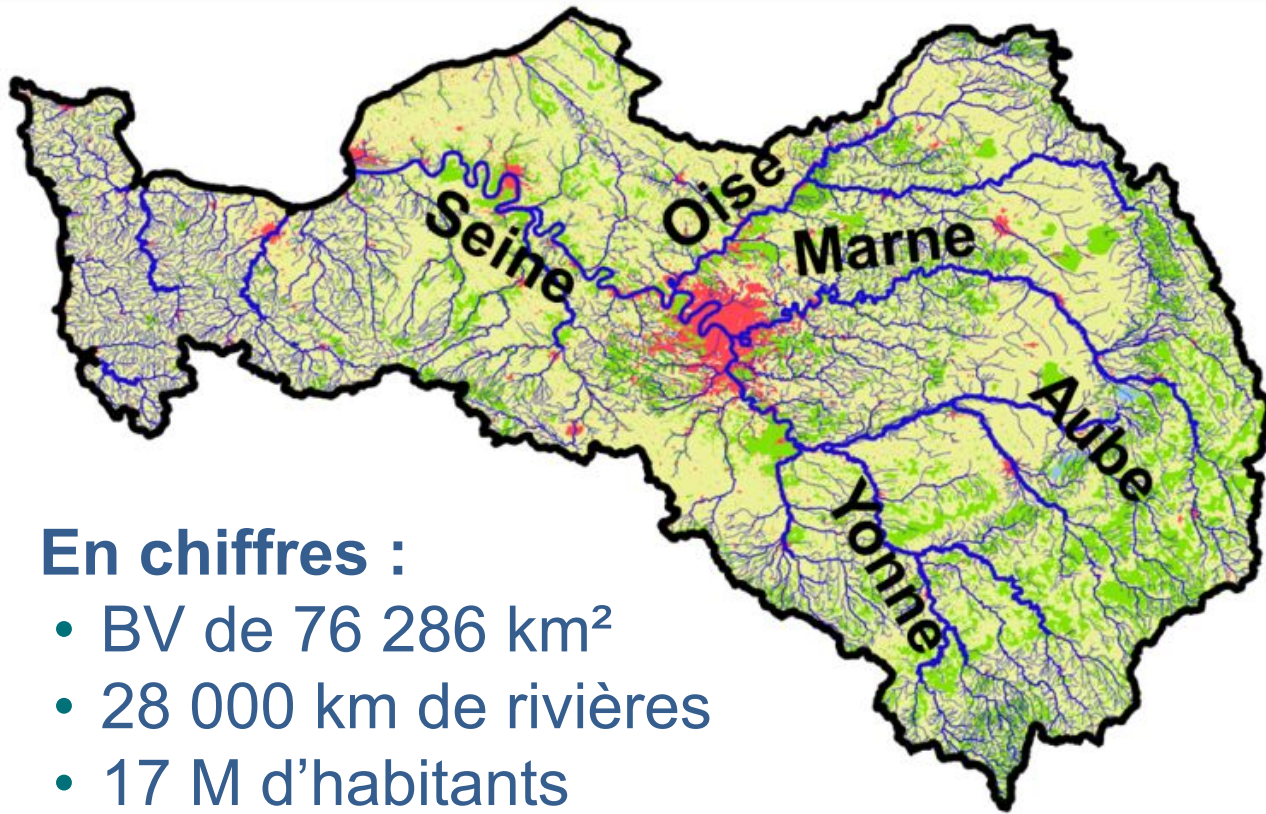 Oise
Marne
Seine
Aube
Yonne
En chiffres :
• BV de 76 286 km²
• 28 000 km de rivières
• 17 M d’habitants